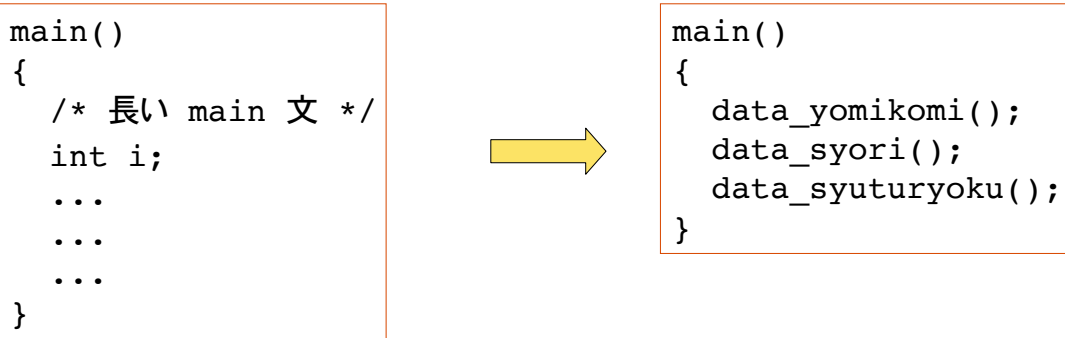 main()
{
/* 長い main 文 */
int i;
...
...
...
}
main()
{
data_yomikomi();
data_syori();
data_syuturyoku();
}